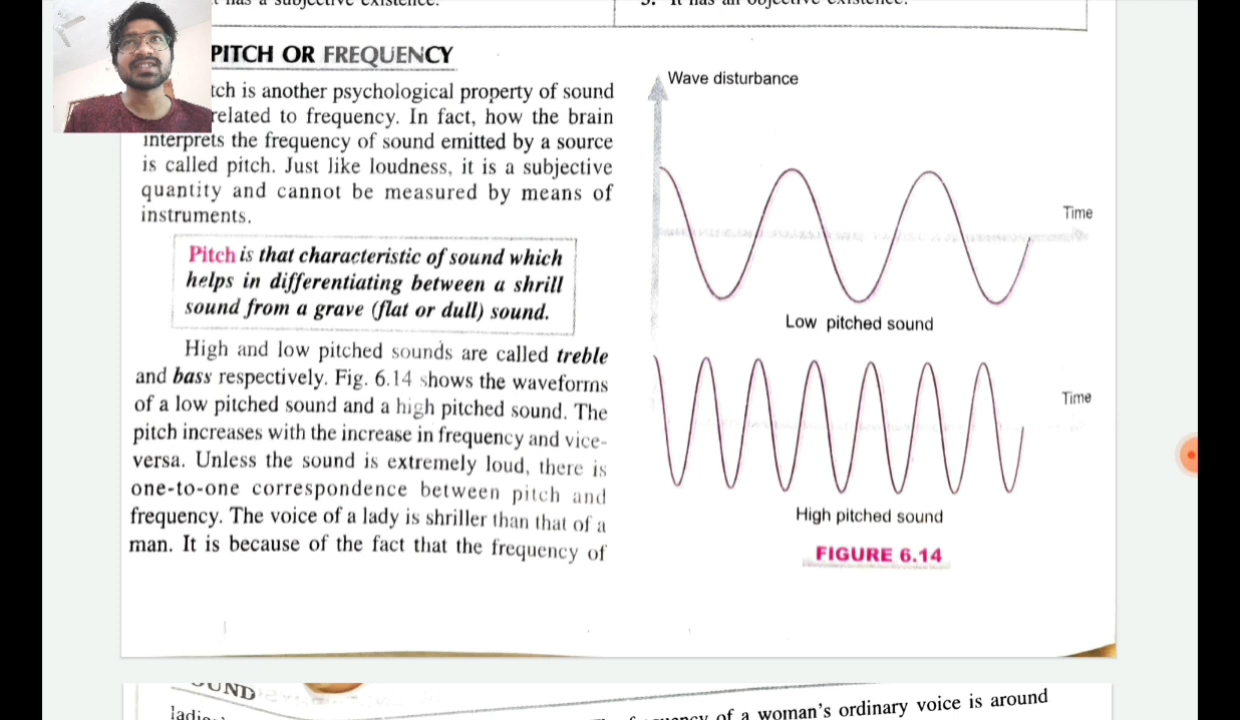 PITCH OR FREQUENCY
is another psychological property of sound
related to frequency. In fact, how the brain
interprets the frequency of sound emitted by a source
is called pitch. Just like loudness, it is a subjective
quantity and cannot be measured by means of
instruments.
Pitch is that characteristic of sound which
helps in differentiating between a shrill
sound from a grave (flat or dull) sound.
High and low pitched sounds are called treble
and bass respectively. Fig. 6.14 shows the waveforms
of a low pitched sound and a high pitched sound. The
pitch increases with the increase in frequency and vice-
versa. Unless the sound is extremely loud, there is
one-to-one correspondence between pitch and
frequency. The voice of a lady is shriller than that of a
man. It is because of the fact that the frequency of
Wave disturbance
Time
Low pitched sound
Time
High pitched sound
FIGURE 6.14
of a woman's ordinary voice is around